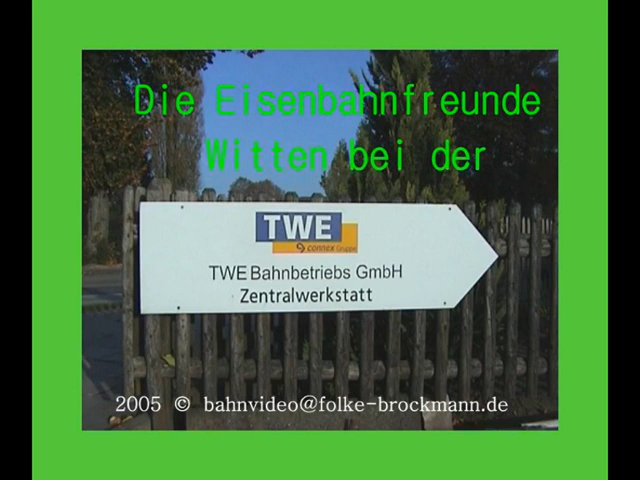 Die Eisenbahnfreunde
Witten bei der
TWE
connex Gruppe
TWE Bahnbetriebs GmbH
Zentralwerkstatt
2005 © bahnvideo@folke-brockmann.de